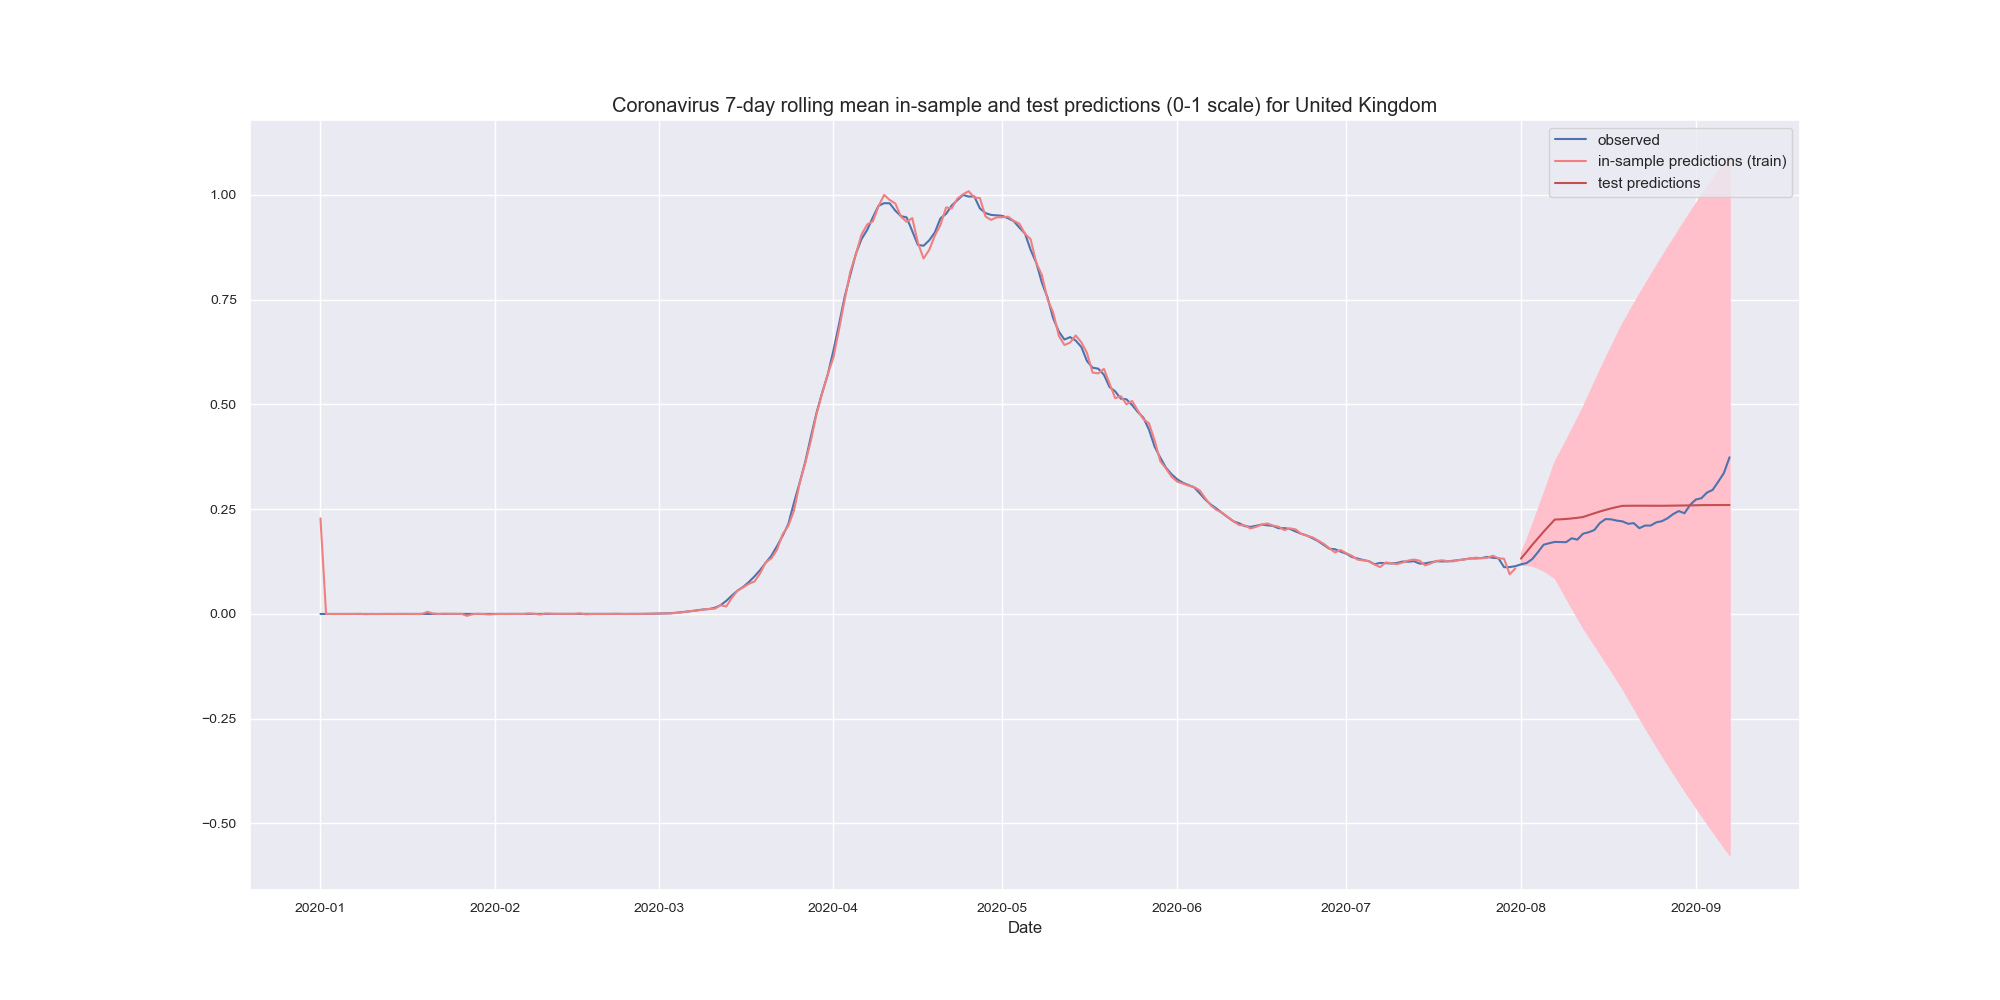 Coronavirus 7-day rolling mean in-sample and test predictions (0-1 scale) for United Kingdom
observed
in-sample predictions (train)
test predictions
1.00
0.75
0.50
0.25
0.00
−0.25
−0.50
2020-01 2020-02 2020-03 2020-04 2020-05 2020-06 2020-07 2020-08 2020-09
Date